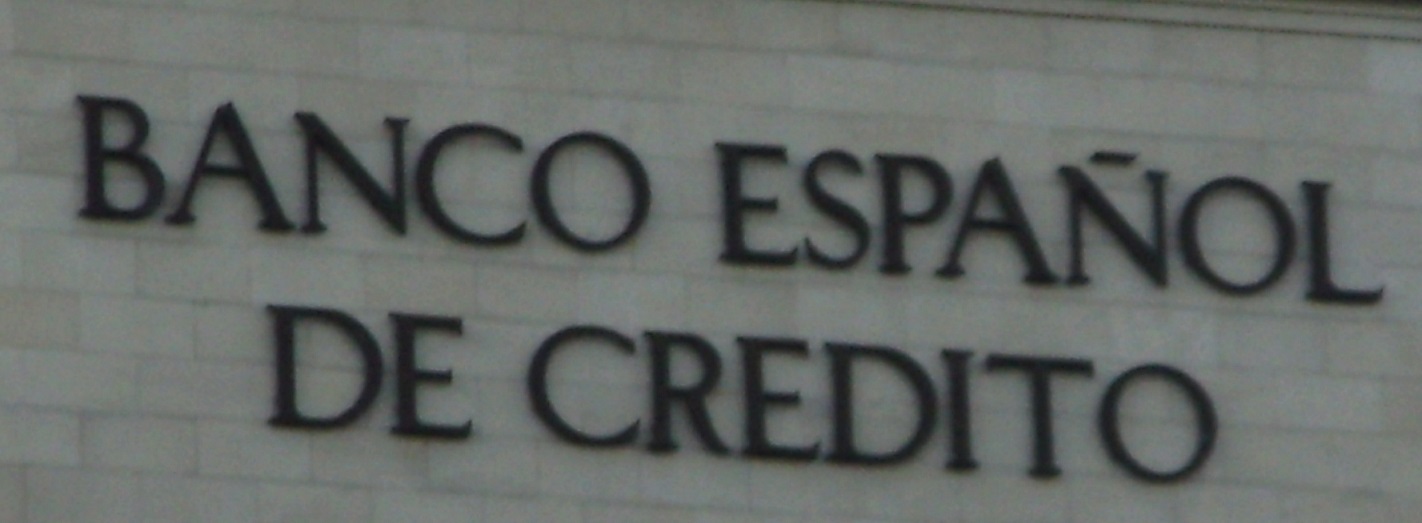 BANCO ESPAÑOL
DE CREDITO